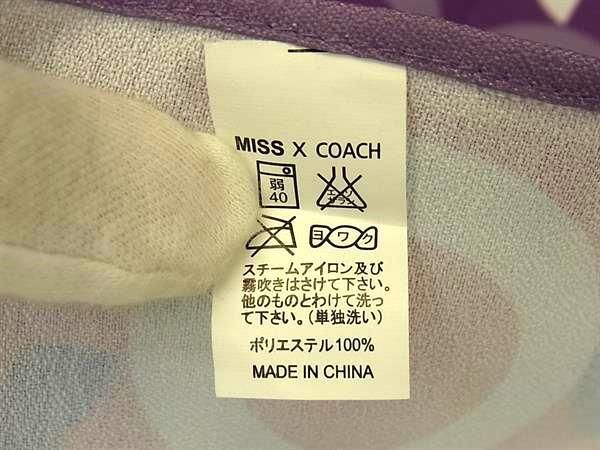 MISS X COACH
弱
40
エンソ
サラシ
ヨワク
スチームアイロン及び
霧吹きはさけて下さい。
他のものとわけて洗っ
て下さい。（単独洗い）
ポリエステル100%
MADE IN CHINA